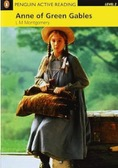 PENGUIN ACTIVE READING
LEVEL 2
Anne of Green Gables
L M Montgomery